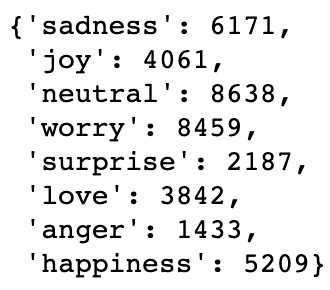 {'sadness': 6171,
'joy': 4061,
'neutral': 8638,
'worry': 8459,
'surprise': 2187,
'love': 3842,
'anger': 1433,
'happiness': 5209}